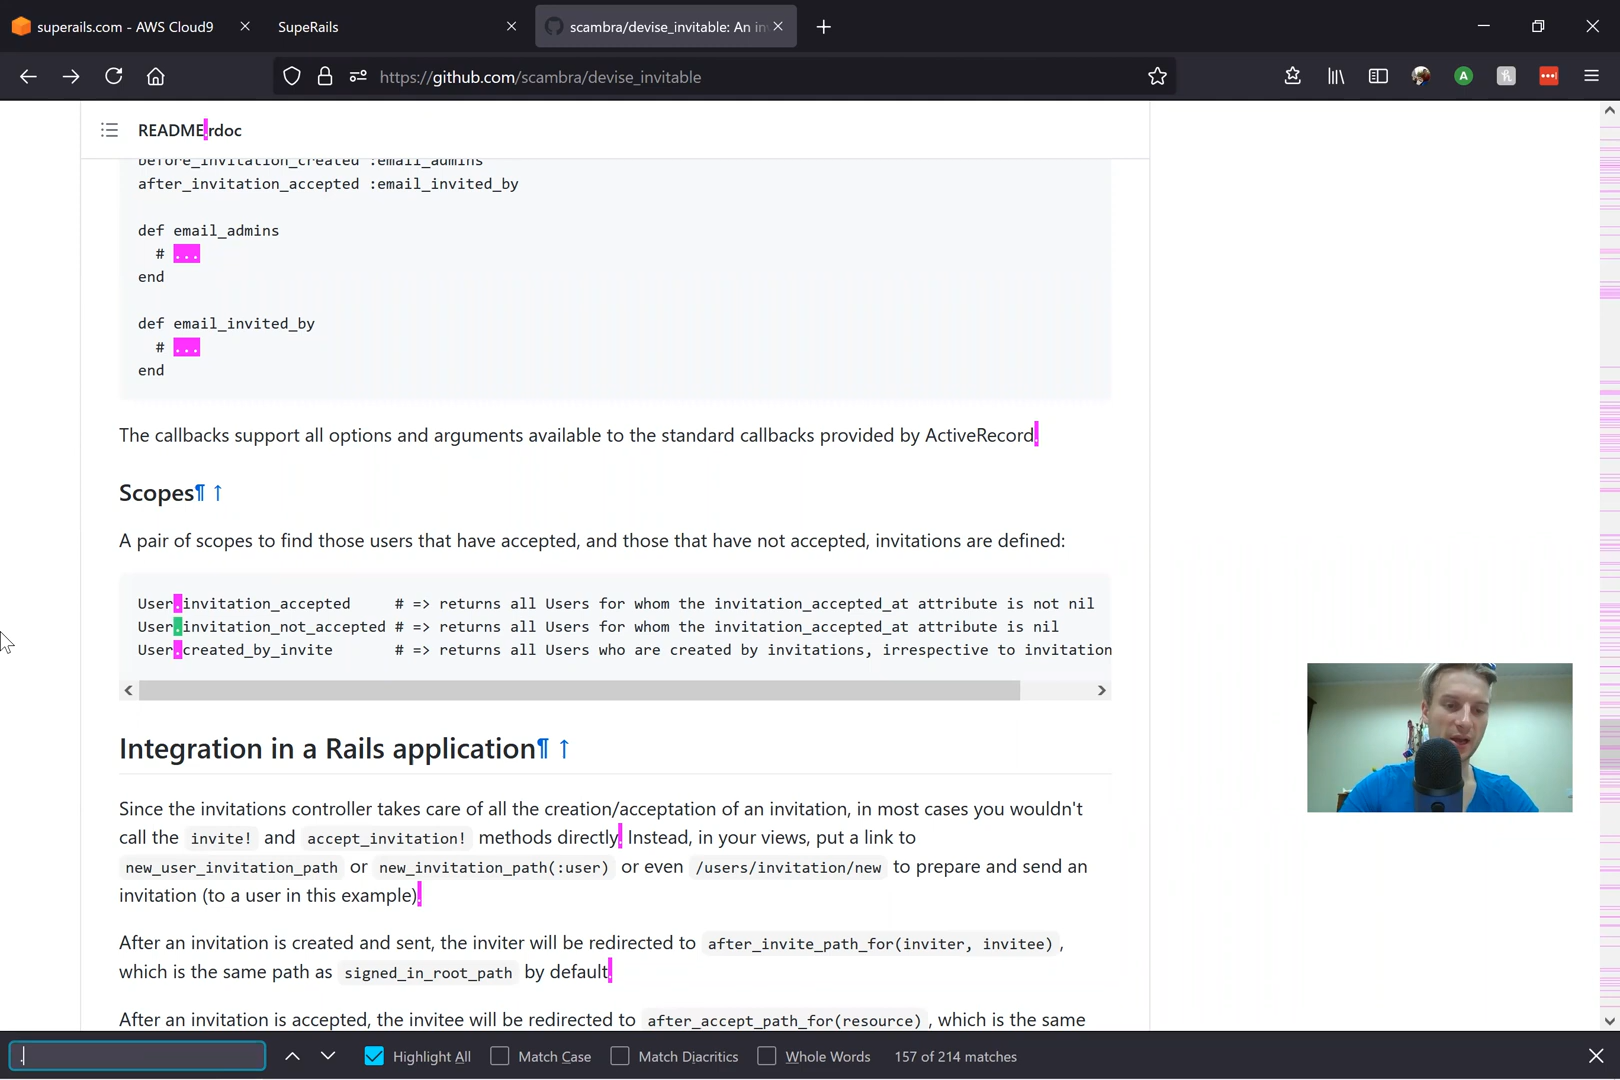 superails.com - AWS Cloud9
SupeRails
scambra/devise_invitable: An in
https://github.com/scambra/devise_invitable
A
README.rdoc
before_invitation_created :email_admins
after_invitation_accepted :email_invited_by
def email_admins
# ...
end
def email_invited_by
# ...
end
The callbacks support all options and arguments available to the standard callbacks provided by ActiveRecord.
Scopes¶ ↑
A pair of scopes to find those users that have accepted, and those that have not accepted, invitations are defined:
User.invitation_accepted # => returns all Users for whom the invitation_accepted_at attribute is not nil
User.invitation_not_accepted # => returns all Users for whom the invitation_accepted_at attribute is nil
User.created_by_invite # => returns all Users who are created by invitations, irrespective to invitation
Integration in a Rails application¶ ↑
Since the invitations controller takes care of all the creation/acceptation of an invitation, in most cases you wouldn't
call the invite! and accept_invitation! methods directly. Instead, in your views, put a link to
new_user_invitation_path or new_invitation_path(:user) or even /users/invitation/new to prepare and send an
invitation (to a user in this example).
After an invitation is created and sent, the inviter will be redirected to after_invite_path_for(inviter, invitee) ,
which is the same path as signed_in_root_path by default.
After an invitation is accepted, the invitee will be redirected to after_accept_path_for(resource) , which is the same
. Highlight All Match Case Match Diacritics Whole Words 157 of 214 matches